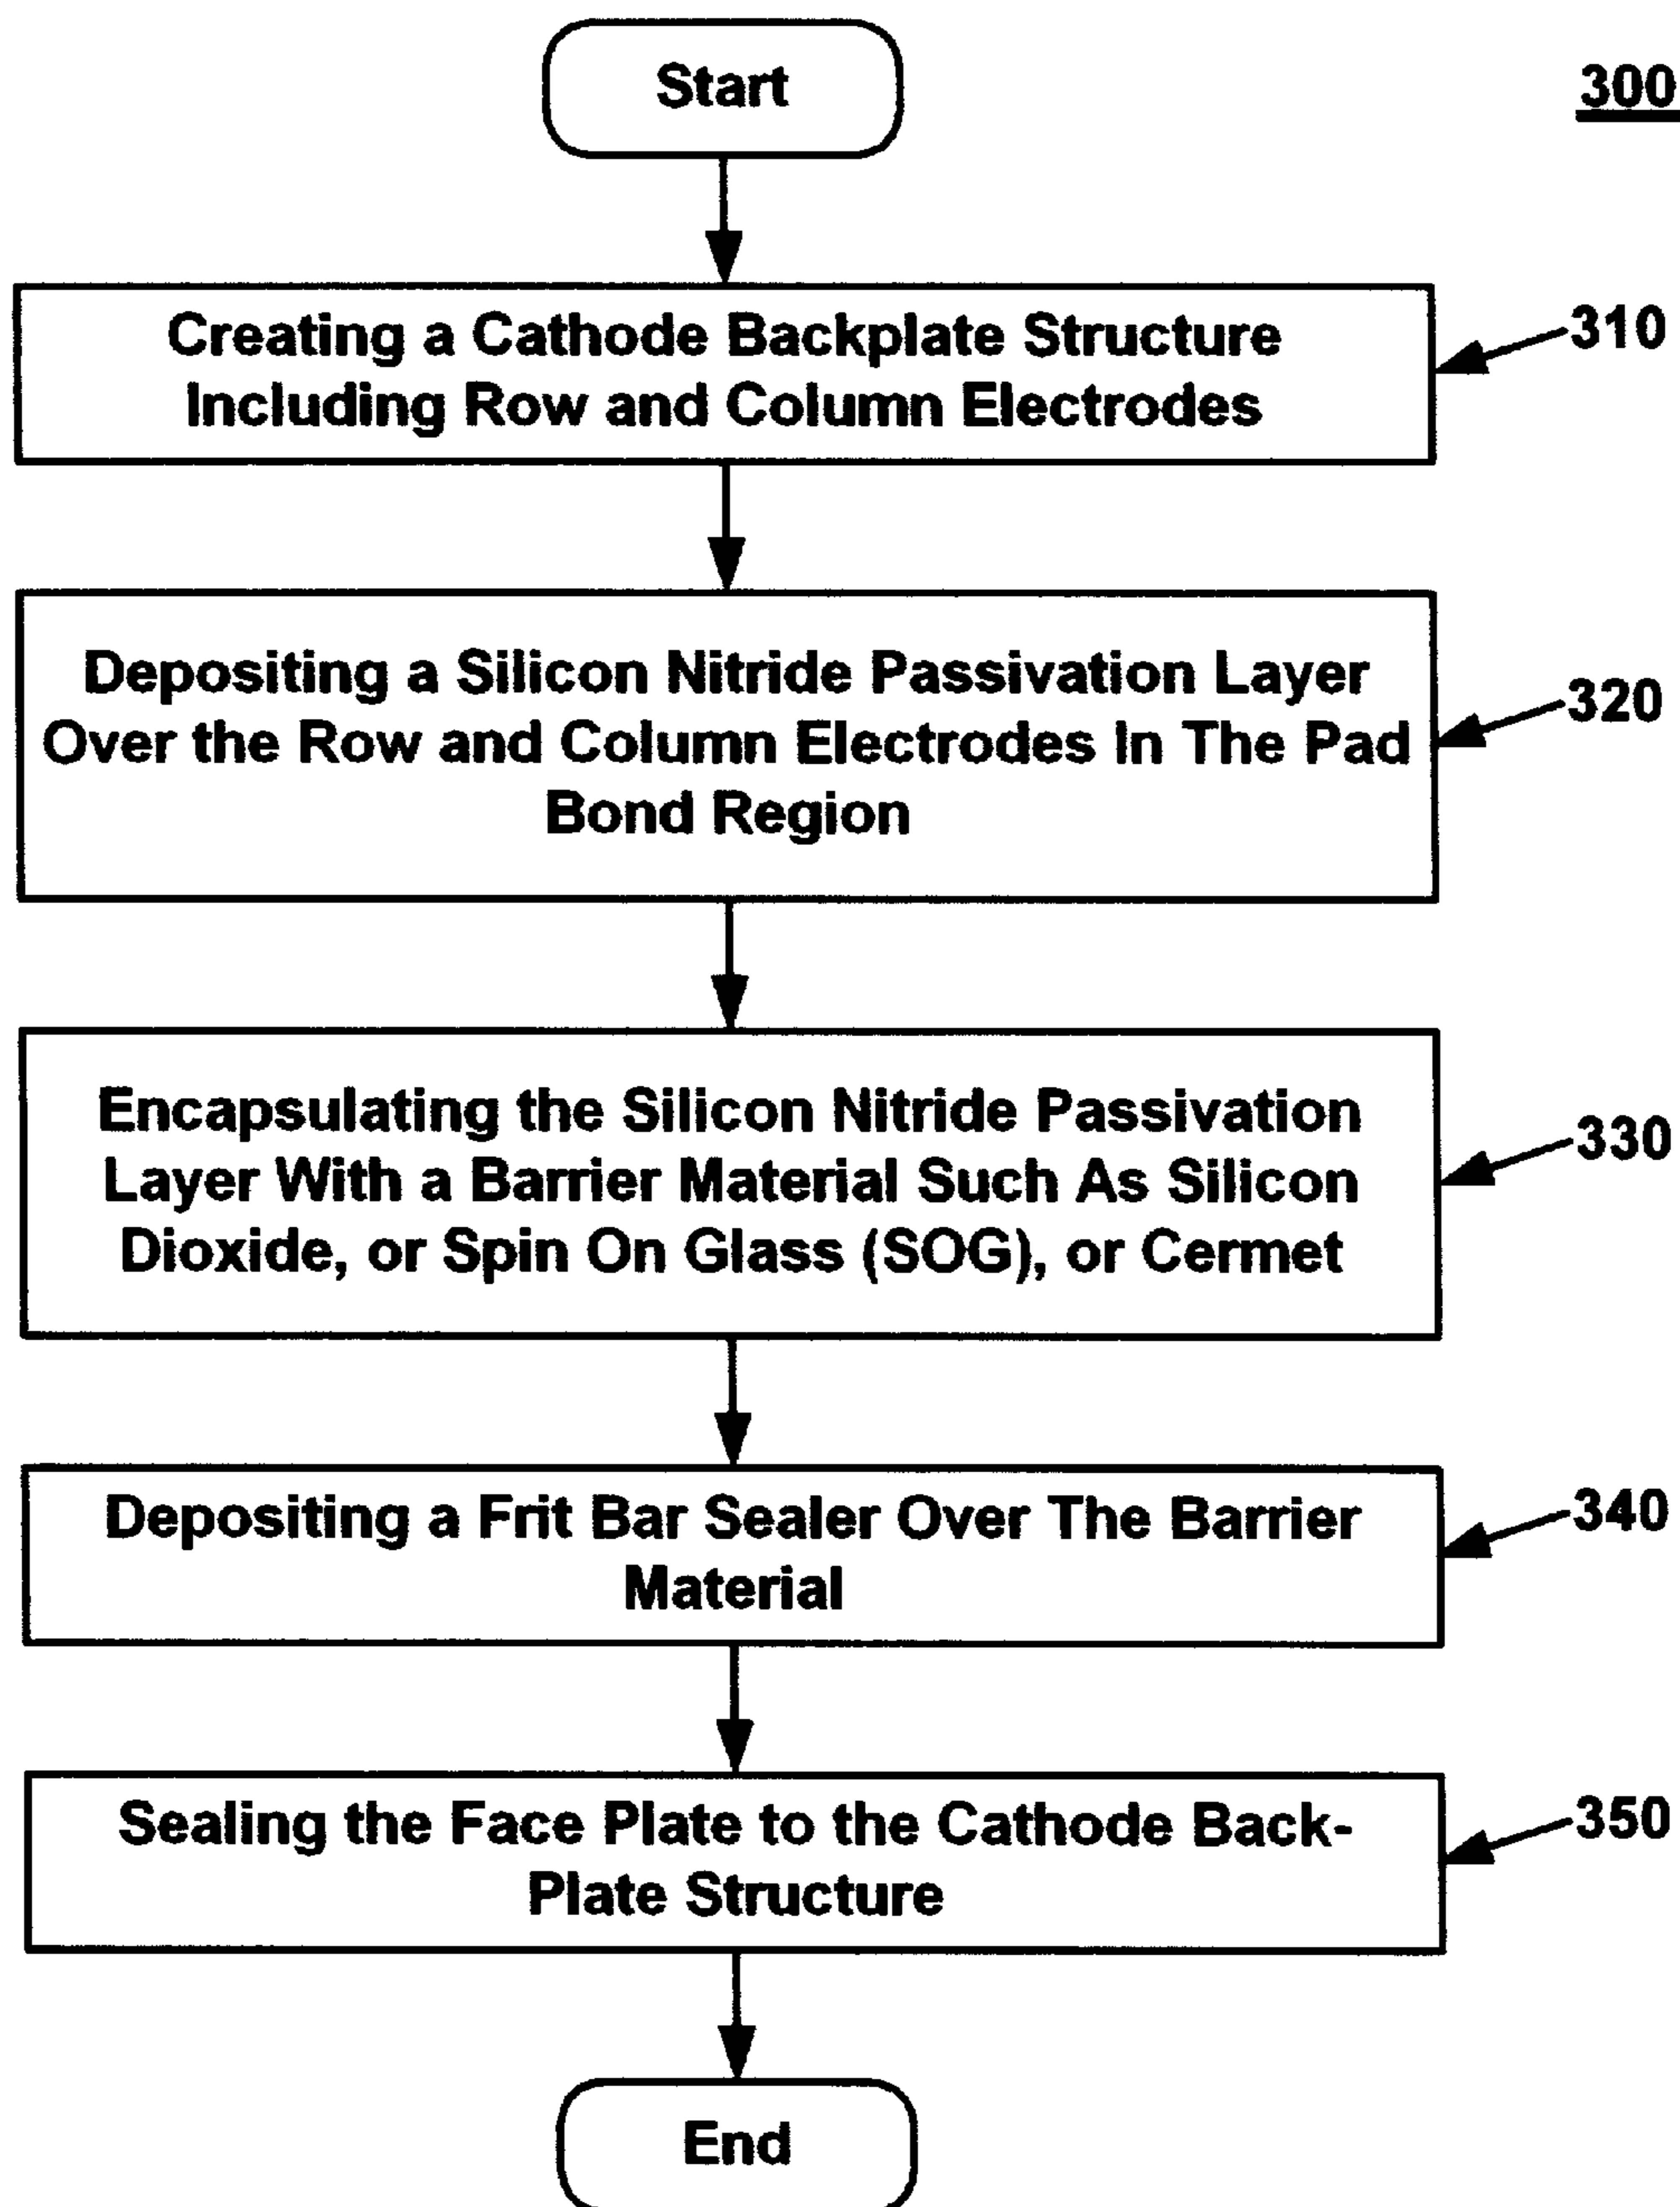 Start
300
Creating a Cathode Backplate Structure
Including Row and Column Electrodes
310
Depositing a Silicon Nitride Passivation Layer
Over the Row and Column Electrodes In The Pad
Bond Region
320
Encapsulating the Silicon Nitride Passivation
Layer With a Barrier Material Such As Silicon
Dioxide, or Spin On Glass (SOG), or Cermet
330
Depositing a Frit Bar Sealer Over The Barrier
Material
340
Sealing the Face Plate to the Cathode Back-
Plate Structure
350
End